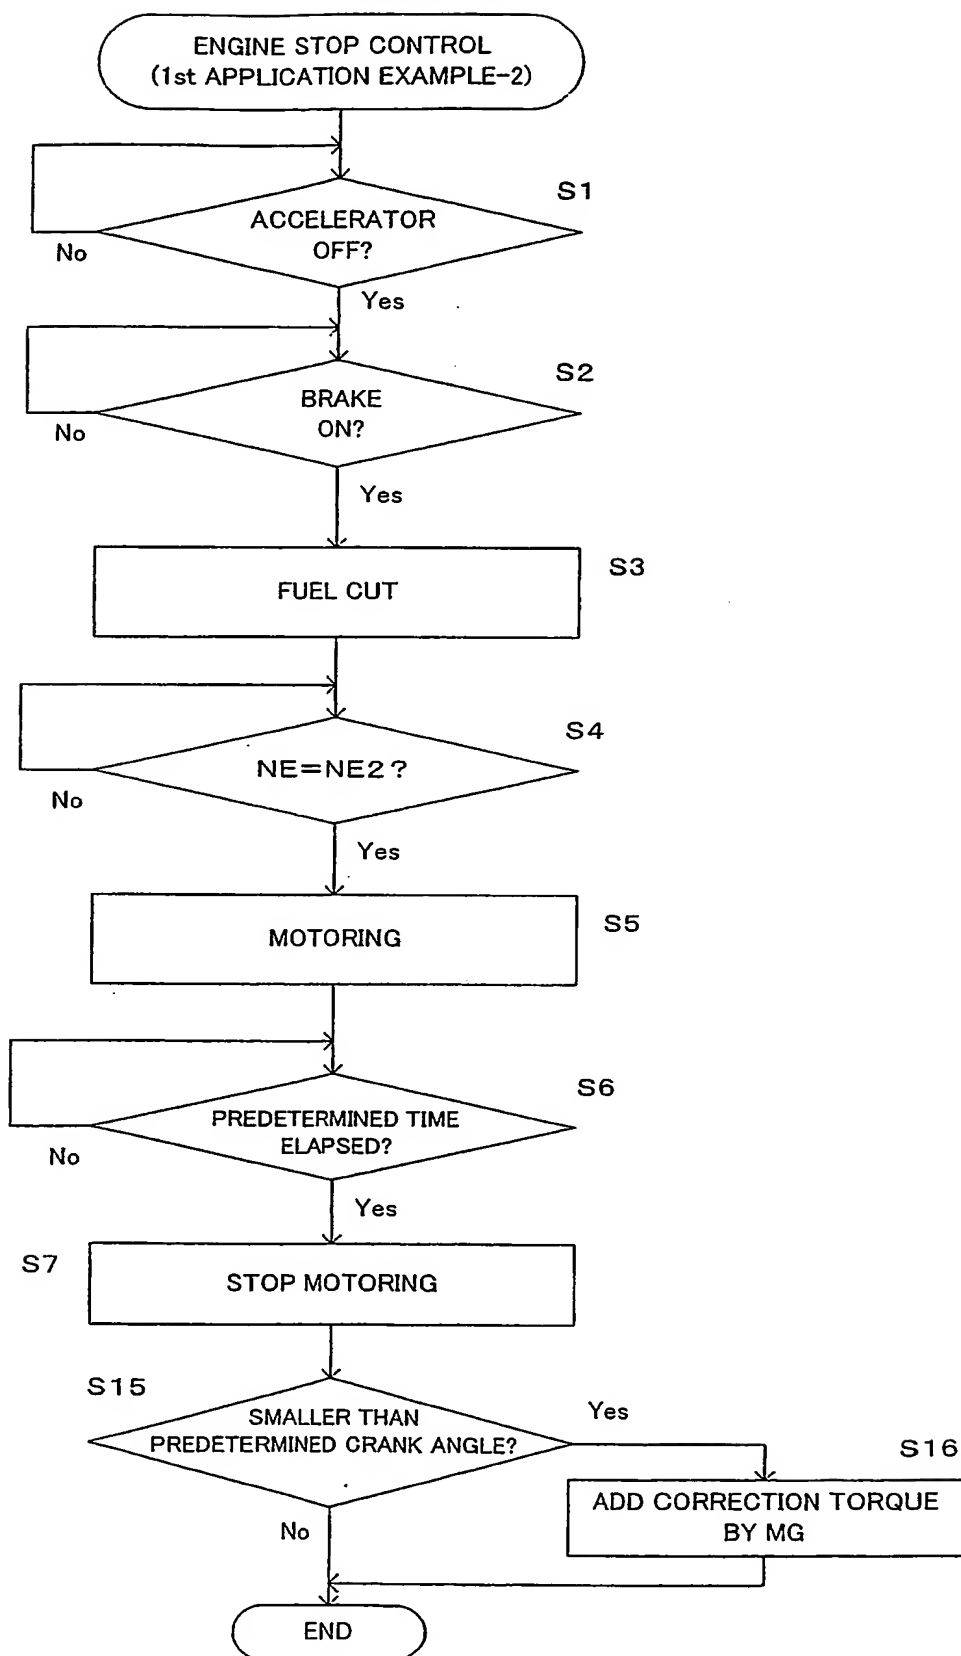 ENGINE STOP CONTROL
(1st APPLICATION EXAMPLE-2)
S1
ACCELERATOR
OFF?
No
Yes
S2
BRAKE
ON?
No
Yes
S3
FUEL CUT
S4
NE=NE2?
No
Yes
S5
MOTORING
S6
PREDETERMINED TIME
ELAPSED?
No
Yes
S7
STOP MOTORING
S15
SMALLER THAN
PREDETERMINED CRANK ANGLE?
Yes
S16
ADD CORRECTION TORQUE
BY MG
No
END